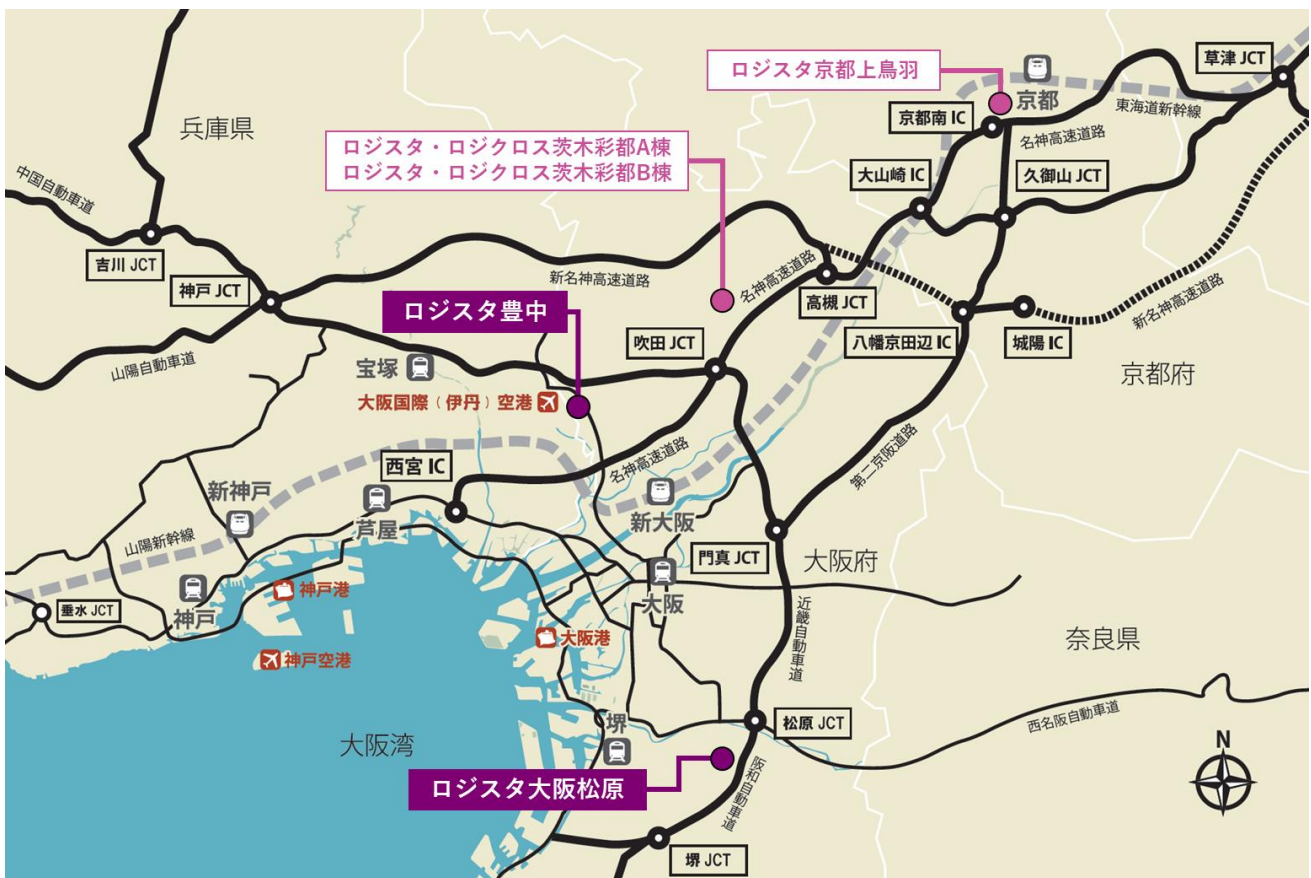 草津 JCT
ロジスタ京都上鳥羽
京都
東海道新幹線
京都南 IC
名神高速道路
兵庫県
ロジスタ・ロジクロス茨木彩都A棟
ロジスタ・ロジクロス茨木彩都B棟
大山崎 IC
久御山 JCT
中国自動車道
吉川 JCT
神戸 JCT
新名神高速道路
名神高速道路
高槻 JCT
新名神高速道路
ロジスタ豊中
吹田 JCT
八幡京田辺 IC
城陽 IC
山陽自動車道
宝塚
京都府
大阪国際(伊丹)空港
第二京阪道路
西宮 IC
名神高速道路
新神戸
芦屋
新大阪
山陽新幹線
門真 JCT
大阪府
神戸港
大阪
垂水 JCT
神戸
近畿自動車道
大阪港
奈良県
神戸空港
堺
松原 JCT
西名阪自動車道
大阪湾
N
ロジスタ大阪松原
阪和自動車道
堺 JCT